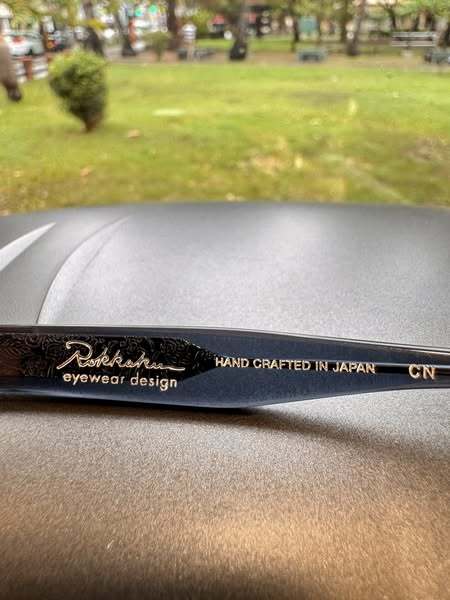 Rokkaku
eyewear design
HAND CRAFTED IN JAPAN
CN